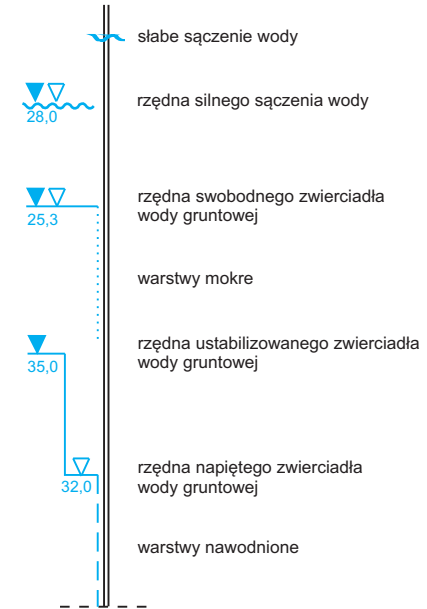 słabe sączenie wody
rzędna silnego sączenia wody
28,0
rzędna swobodnego zwierciadła
wody gruntowej
25,3
warstwy mokre
rzędna ustabilizowanego zwierciadła
wody gruntowej
35,0
rzędna napiętego zwierciadła
wody gruntowej
32,0
warstwy nawodnione